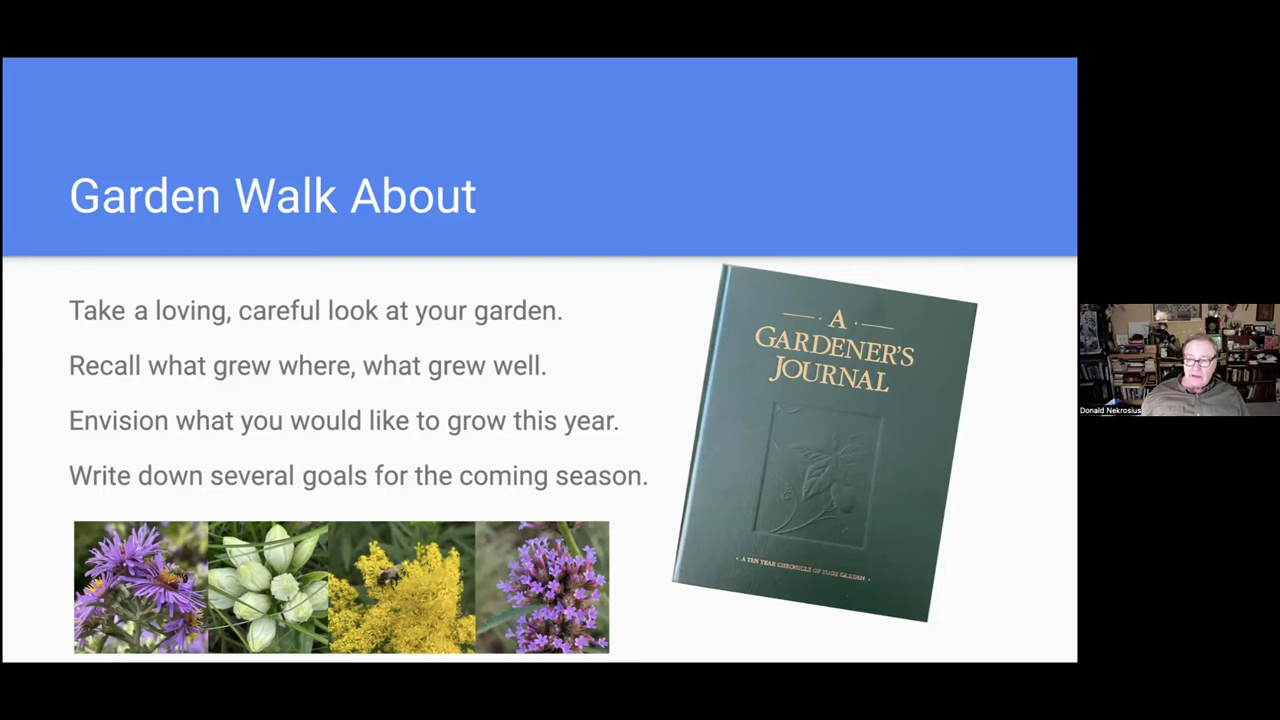 Garden Walk About
Take a loving, careful look at your garden.
Recall what grew where, what grew well.
Envision what you would like to grow this year.
Write down several goals for the coming season.
A
GARDENER'S
JOURNAL
A TEN YEAR CHRONICLE OF YOUR GARDEN
Donald Nekrosius